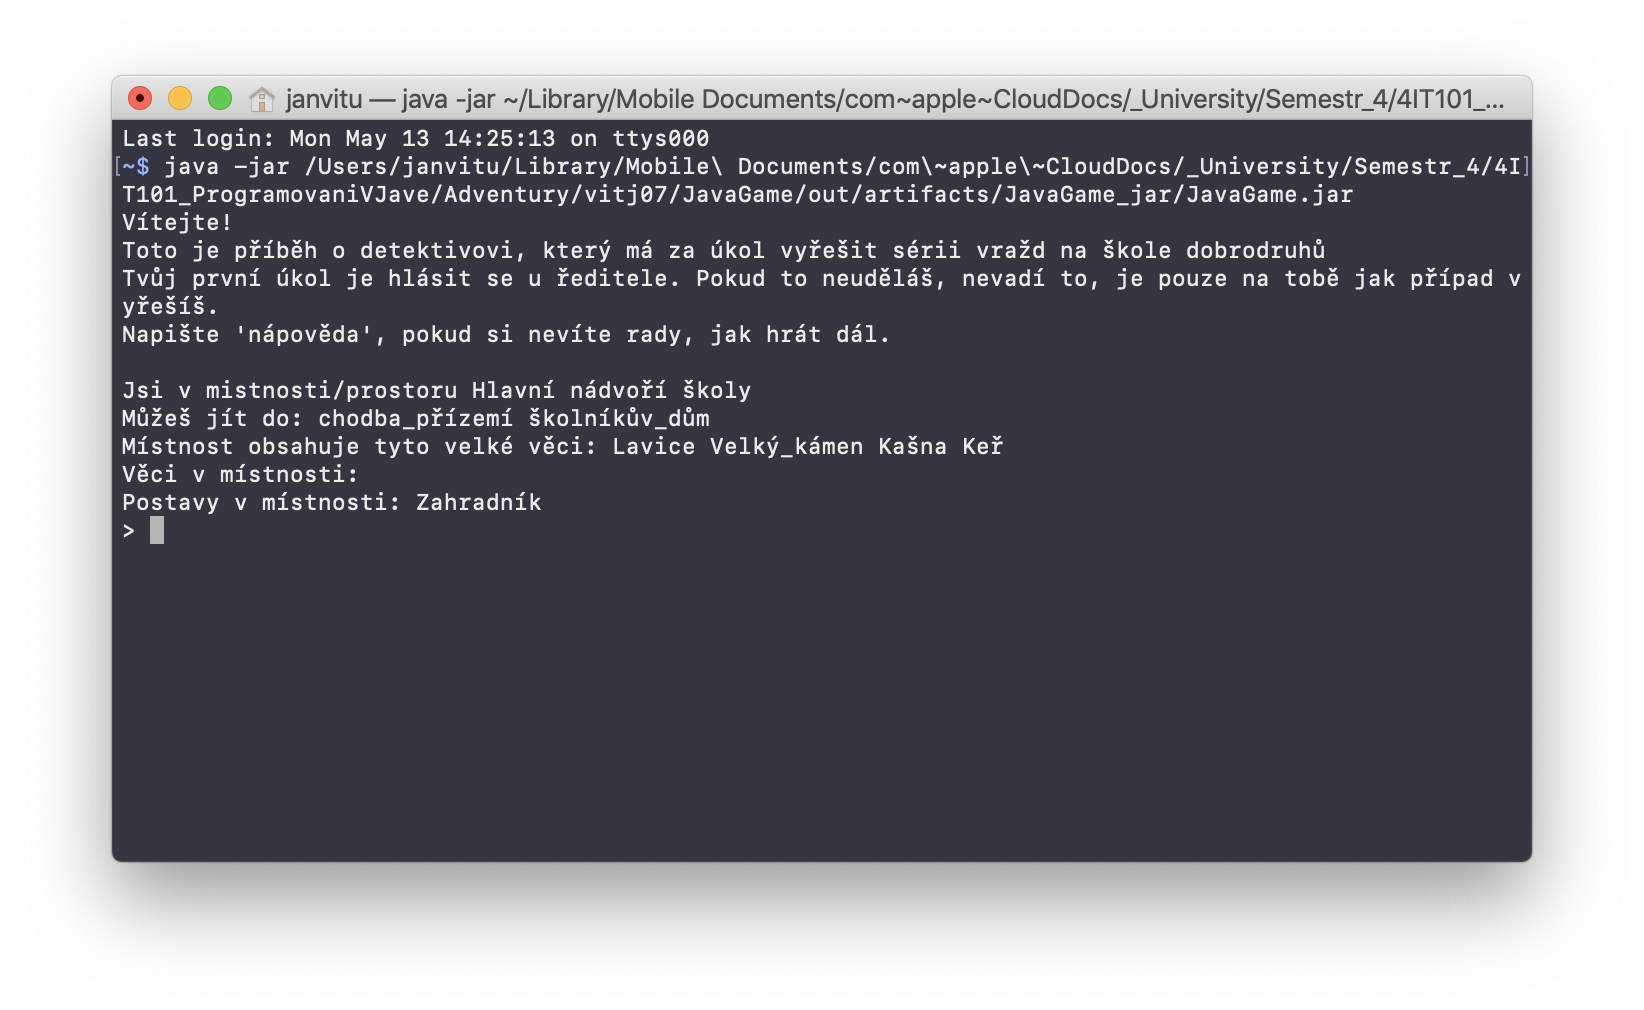 janvitu — java -jar ~/Library/Mobile Documents/com~apple~CloudDocs/_University/Semestr_4/4IT101_...
Last login: Mon May 13 14:25:13 on ttys000
[~$ java -jar /Users/janvitu/Library/Mobile\ Documents/com\~apple\~CloudDocs/_University/Semestr_4/4I]
T101_ProgramovaniVJave/Adventury/vitj07/JavaGame/out/artifacts/JavaGame_jar/JavaGame.jar
Vítejte!
Toto je příběh o detektivovi, který má za úkol vyřešit sérii vražd na škole dobrodruhů
Tvůj první úkol je hlásit se u ředitele. Pokud to neuděláš, nevadí to, je pouze na tobě jak případ v
yřešíš.
Napište 'nápověda', pokud si nevíte rady, jak hrát dál.

Jsi v mistnosti/prostoru Hlavní nádvoří školy
Můžeš jít do: chodba_přízemí školníkův_dům
Místnost obsahuje tyto velké věci: Lavice Velký_kámen Kašna Keř
Věci v místnosti:
Postavy v místnosti: Zahradník
>